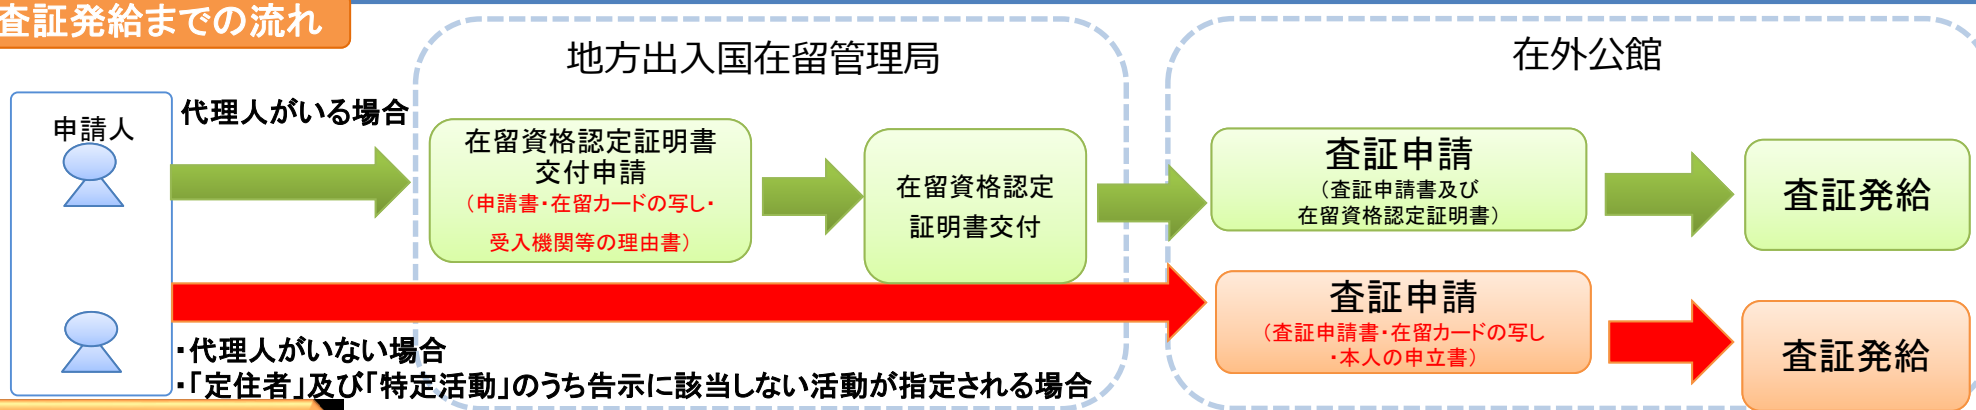 査証発給までの流れ
地方出入国在留管理局
在外公館
申請人
代理人がいる場合
在留資格認定証明書
交付申請
（申請書・在留カードの写し・
受入機関等の理由書）
在留資格認定
証明書交付
査証申請
（査証申請書及び
在留資格認定証明書）
査証発給
査証申請
（査証申請書・在留カードの写し
・本人の申立書）
査証発給
・代理人がいない場合
・「定住者」及び「特定活動」のうち告示に該当しない活動が指定される場合